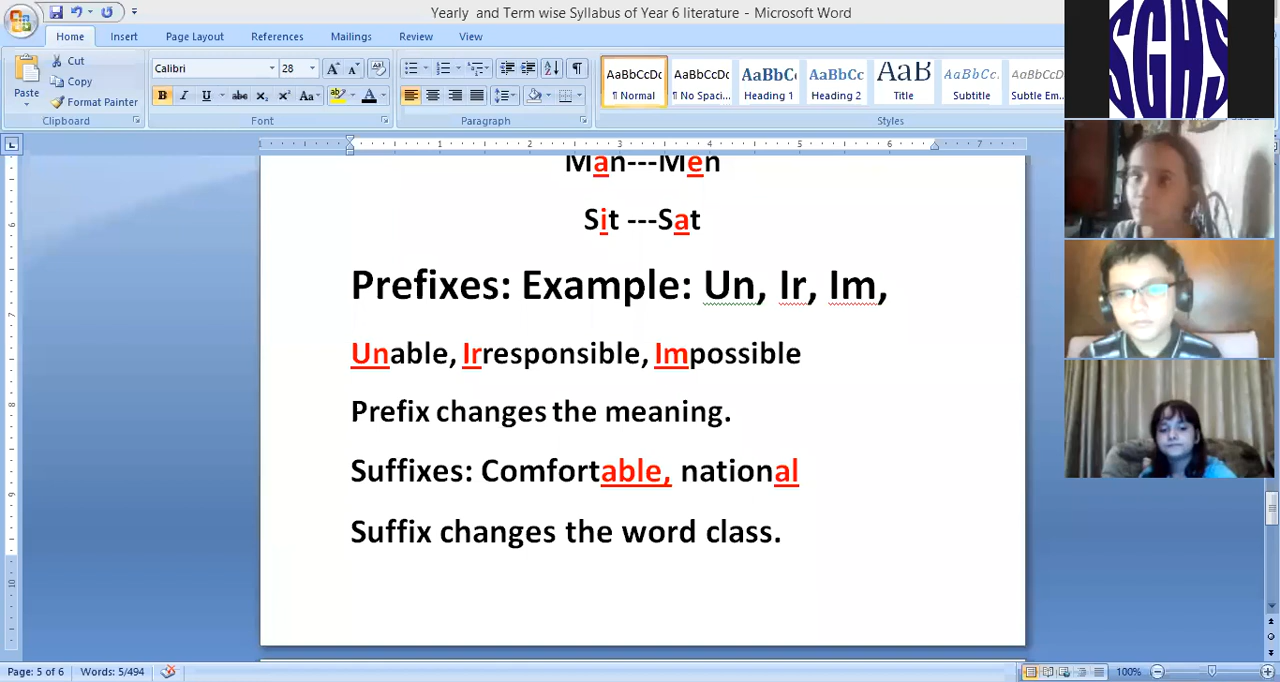 Yearly and Term wise Syllabus of Year 6 literature - Microsoft Word
Home Insert Page Layout References Mailings Review View
Paste
Cut
Copy
Format Painter
Clipboard
Calibri 28
Font
Paragraph
AaBbCcDc AaBbCcDc AaBbC AaBbCc AaB AaBbCc. AaBbCcDc
¶ Normal ¶ No Spaci... Heading 1 Heading 2 Title Subtitle Subtle Em...
Styles
SGHS
Man---Men
Sit ---Sat
Prefixes: Example: Un, Ir, Im,
Unable, Irresponsible, Impossible
Prefix changes the meaning.
Suffixes: Comfortable, national
Suffix changes the word class.
Page: 5 of 6 Words: 5/494 100%